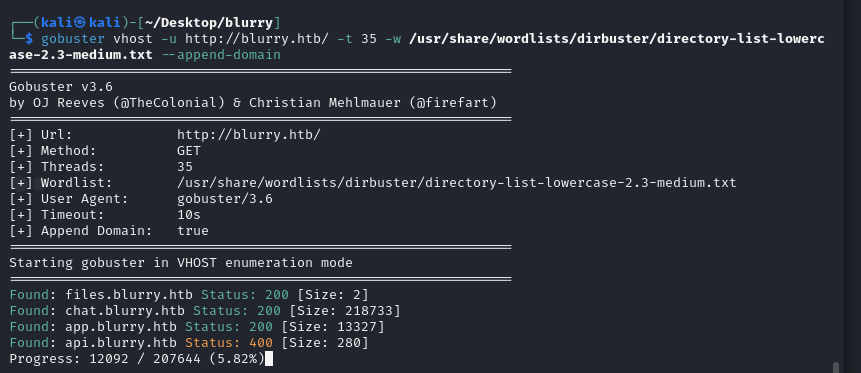 ┌──(kali㉿kali)-[~/Desktop/blurry]
└─$ gobuster vhost -u http://blurry.htb/ -t 35 -w /usr/share/wordlists/dirbuster/directory-list-lowerc
ase-2.3-medium.txt --append-domain
===============================================================
Gobuster v3.6
by OJ Reeves (@TheColonial) & Christian Mehlmauer (@firefart)
===============================================================
[+] Url:             http://blurry.htb/
[+] Method:          GET
[+] Threads:         35
[+] Wordlist:        /usr/share/wordlists/dirbuster/directory-list-lowercase-2.3-medium.txt
[+] User Agent:      gobuster/3.6
[+] Timeout:         10s
[+] Append Domain:   true
===============================================================
Starting gobuster in VHOST enumeration mode
===============================================================
Found: files.blurry.htb Status: 200 [Size: 2]
Found: chat.blurry.htb Status: 200 [Size: 218733]
Found: app.blurry.htb Status: 200 [Size: 13327]
Found: api.blurry.htb Status: 400 [Size: 280]
Progress: 12092 / 207644 (5.82%)